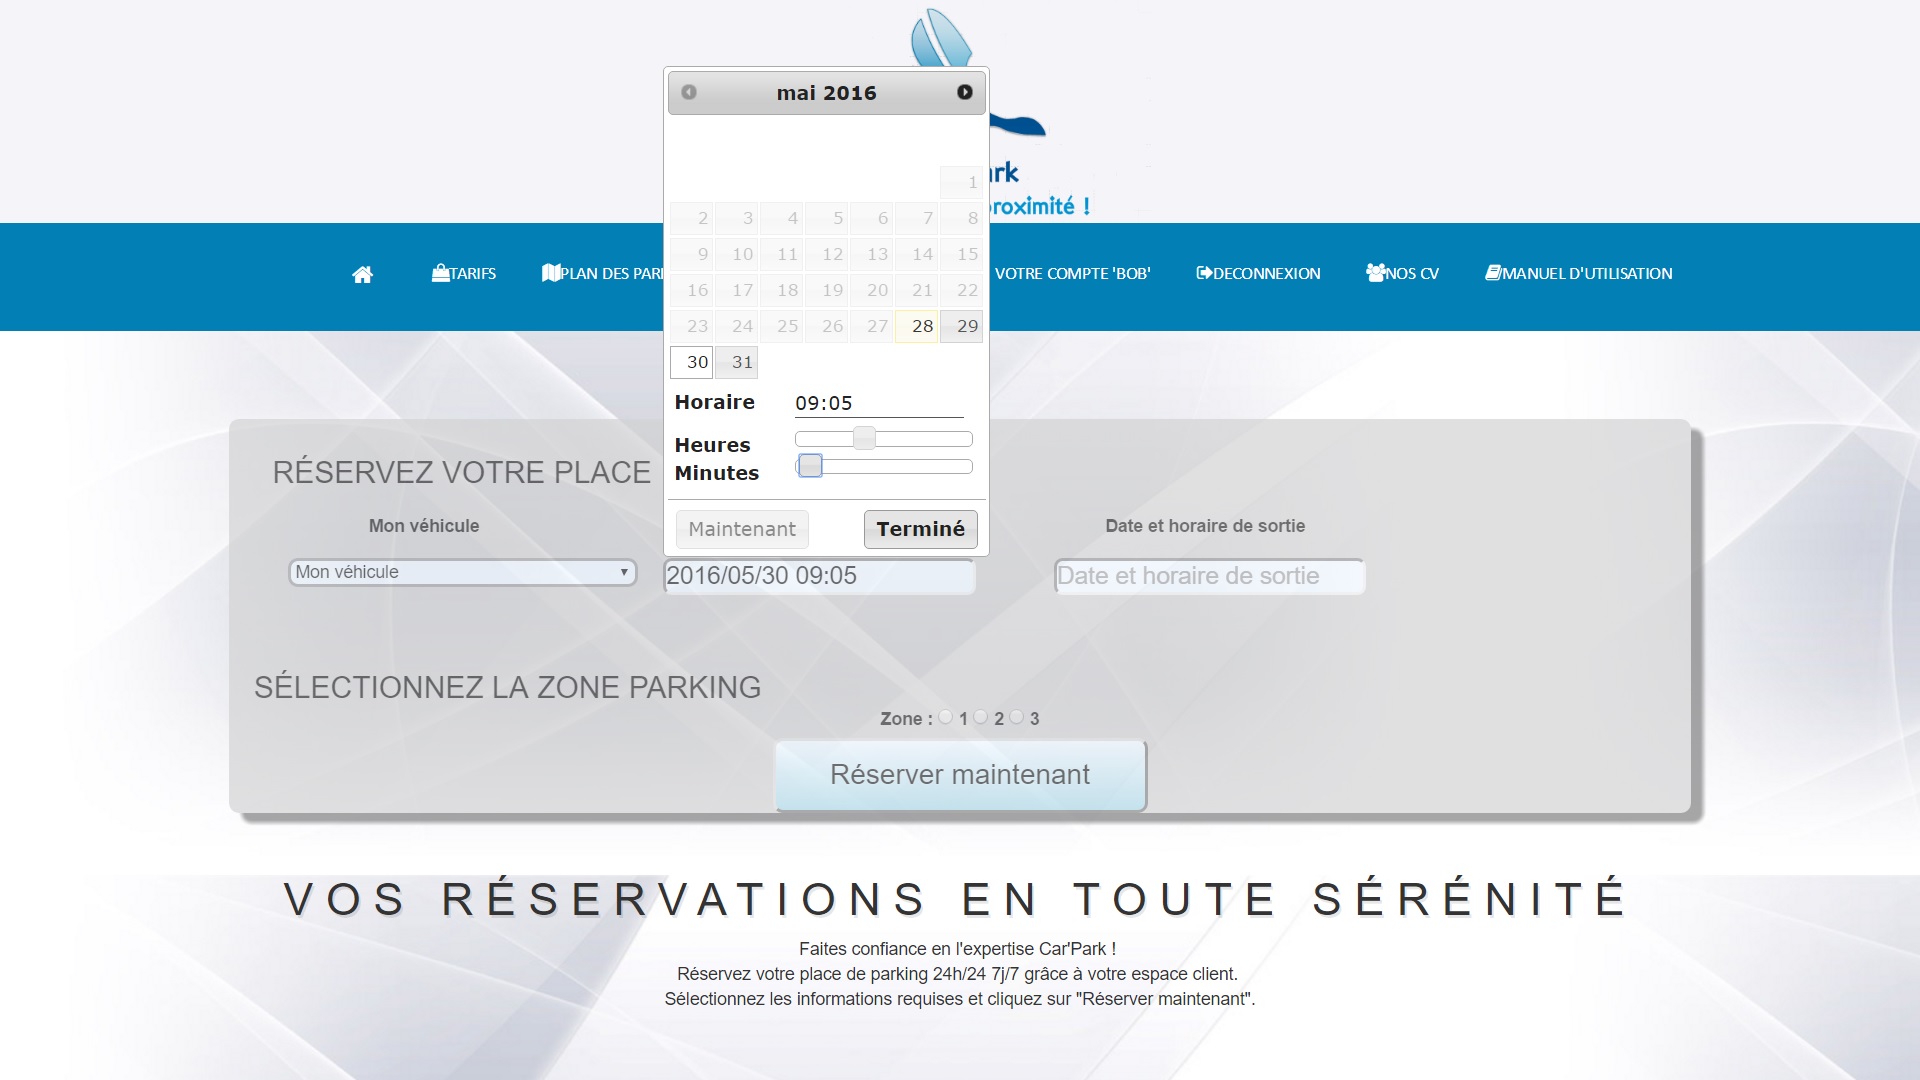 mai 2016
1
2 3 4 5 6 7 8
9 10 11 12 13 14 15
16 17 18 19 20 21 22
23 24 25 26 27 28 29
30 31
Horaire 09:05
Heures
Minutes
Maintenant Terminé
roximité !
TARIFS
PLAN DES
VOTRE COMPTE 'BOB'
DECONNEXION
NOS CV
MANUEL D'UTILISATION
RÉSERVEZ VOTRE PLACE
Mon véhicule
Date et horaire de sortie
Mon véhicule
2016/05/30 09:05
Date et horaire de sortie
SÉLECTIONNEZ LA ZONE PARKING
Zone : 1 2 3
Réserver maintenant
VOS RÉSERVATIONS EN TOUTE SÉRÉNITÉ
Faites confiance en l'expertise Car'Park !
Réservez votre place de parking 24h/24 7j/7 grâce à votre espace client.
Sélectionnez les informations requises et cliquez sur "Réserver maintenant".